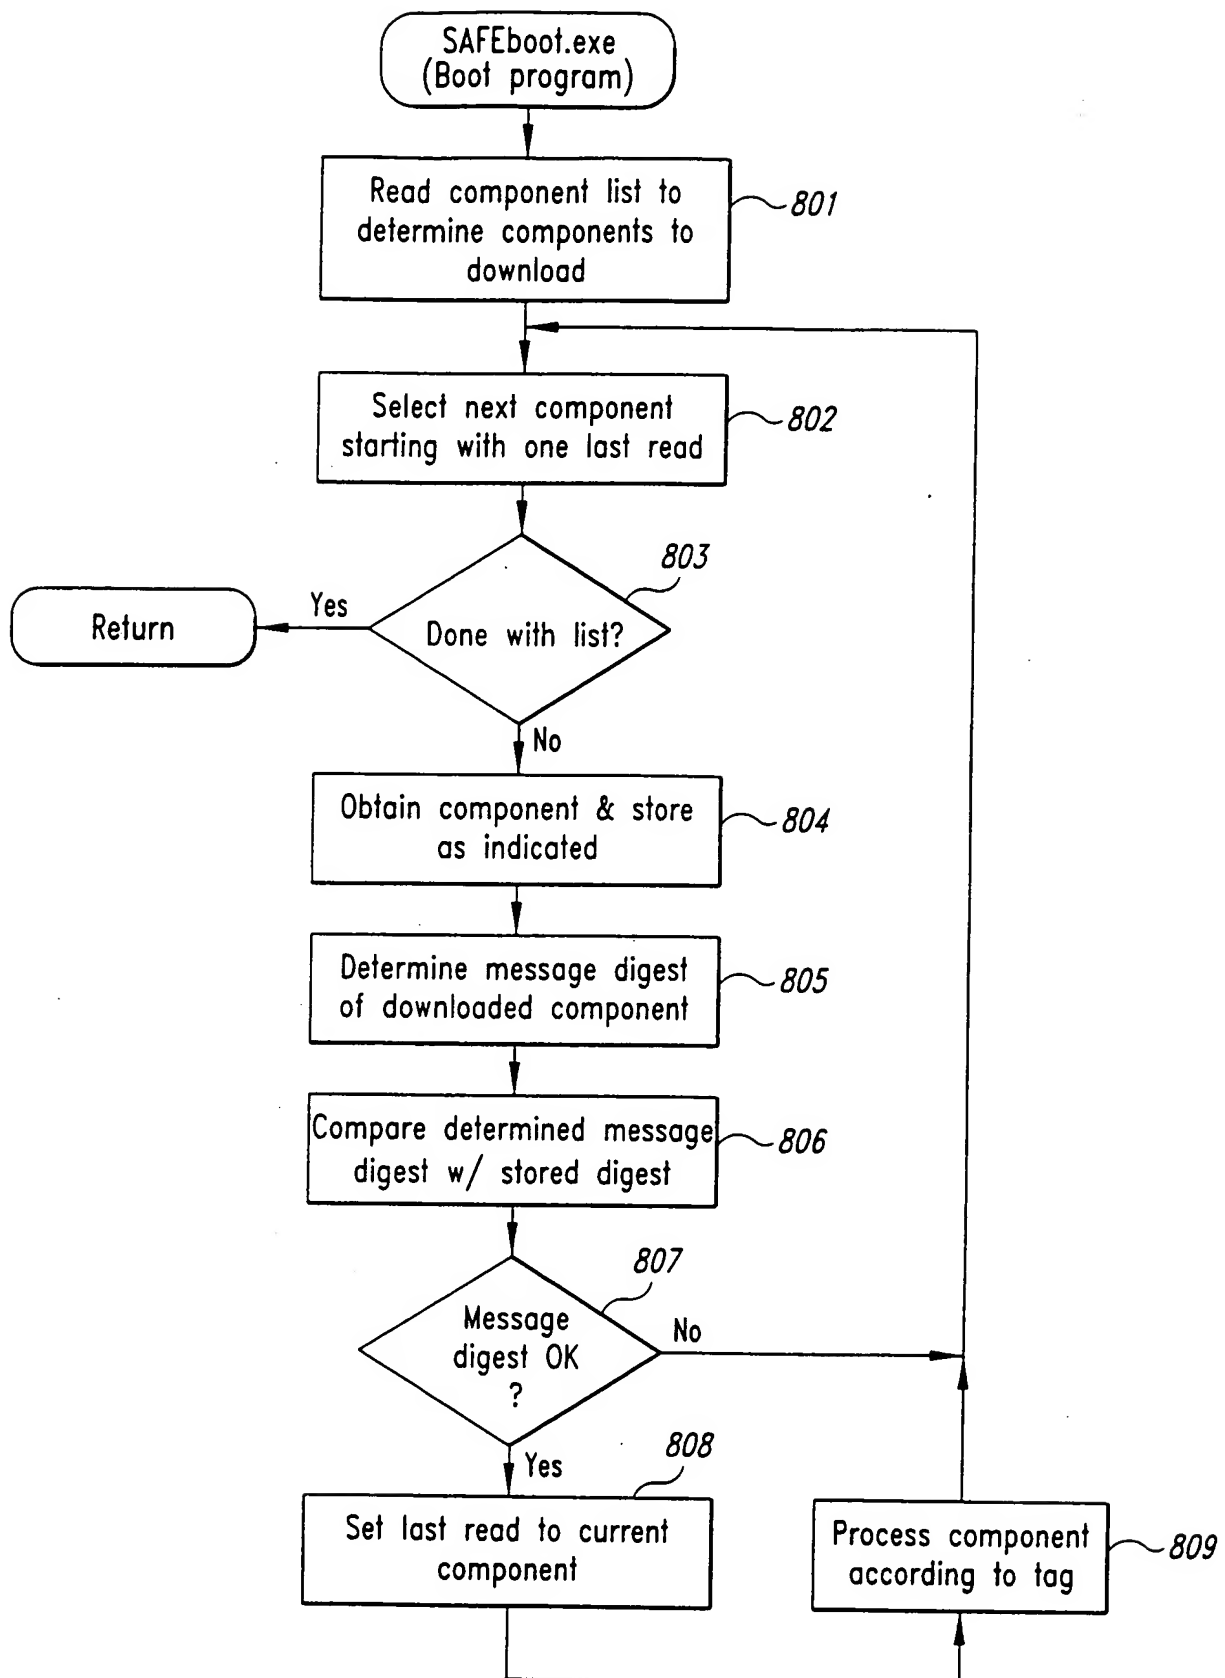 SAFEboot.exe
(Boot program)
Read component list to
determine components to
download
801
Select next component
starting with one last read
802
803
Done with list?
Yes
Return
No
Obtain component & store
as indicated
804
Determine message digest
of downloaded component
805
Compare determined message
digest w/ stored digest
806
807
Message
digest OK
?
No
Yes
808
Set last read to current
component
Process component
according to tag
809